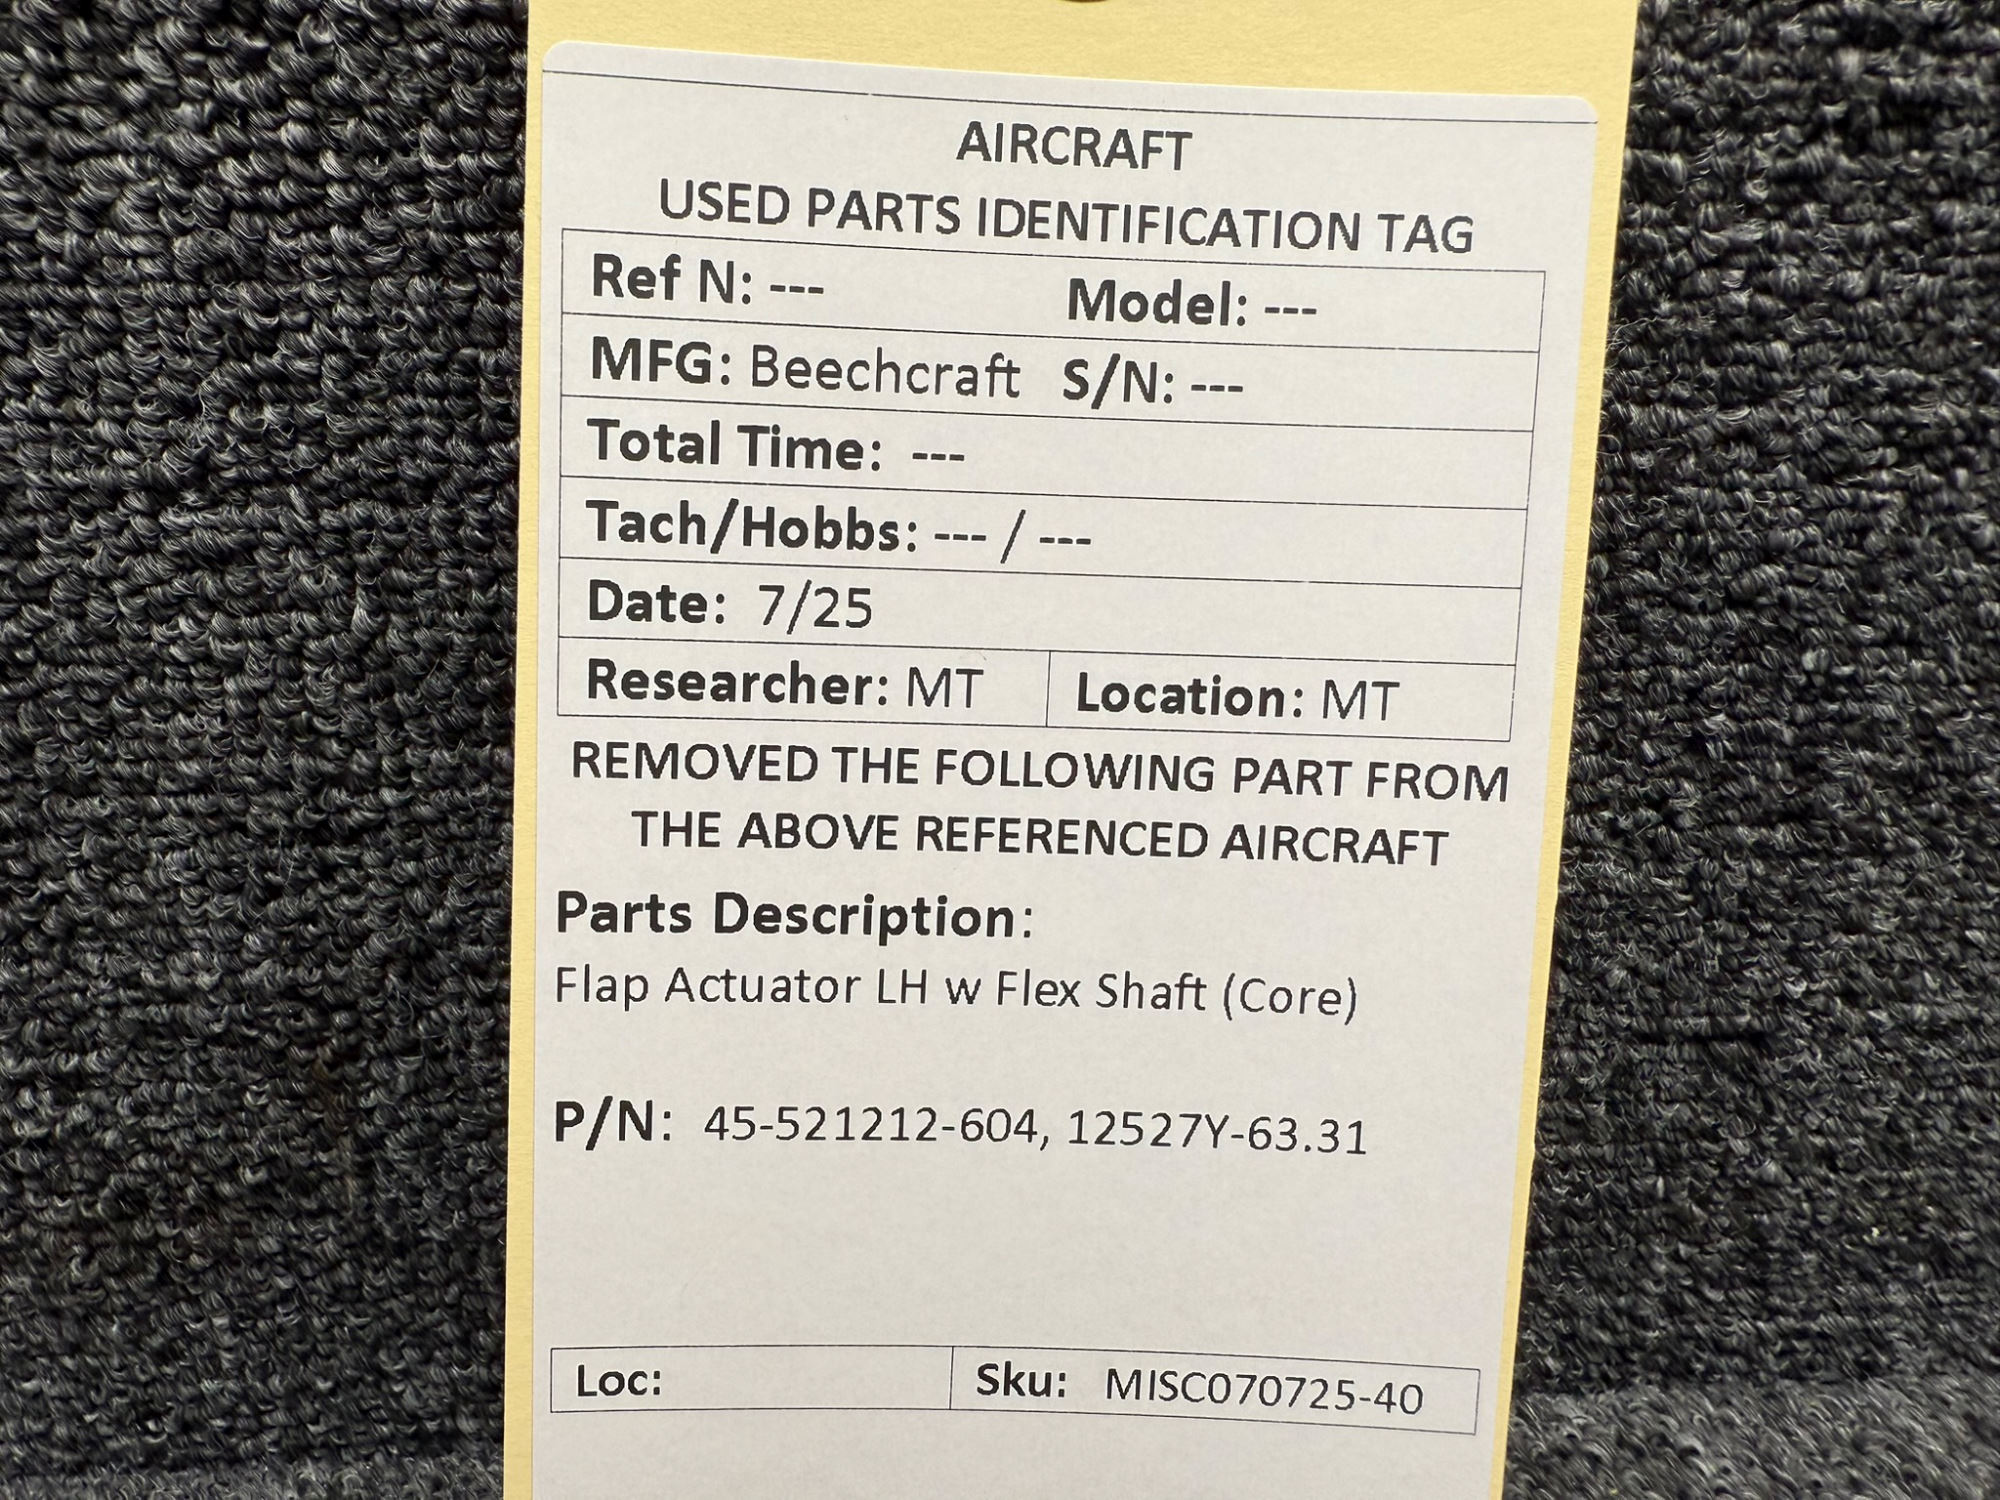 AIRCRAFT
USED PARTS IDENTIFICATION TAG
Ref N: --- Model: ---
MFG: Beechcraft S/N: ---
Total Time: ---
Tach/Hobbs: --- / ---
Date: 7/25
Researcher: MT Location: MT
REMOVED THE FOLLOWING PART FROM
THE ABOVE REFERENCED AIRCRAFT
Parts Description:
Flap Actuator LH w Flex Shaft (Core)
P/N: 45-521212-604, 12527Y-63.31
Loc: Sku: MISC070725-40